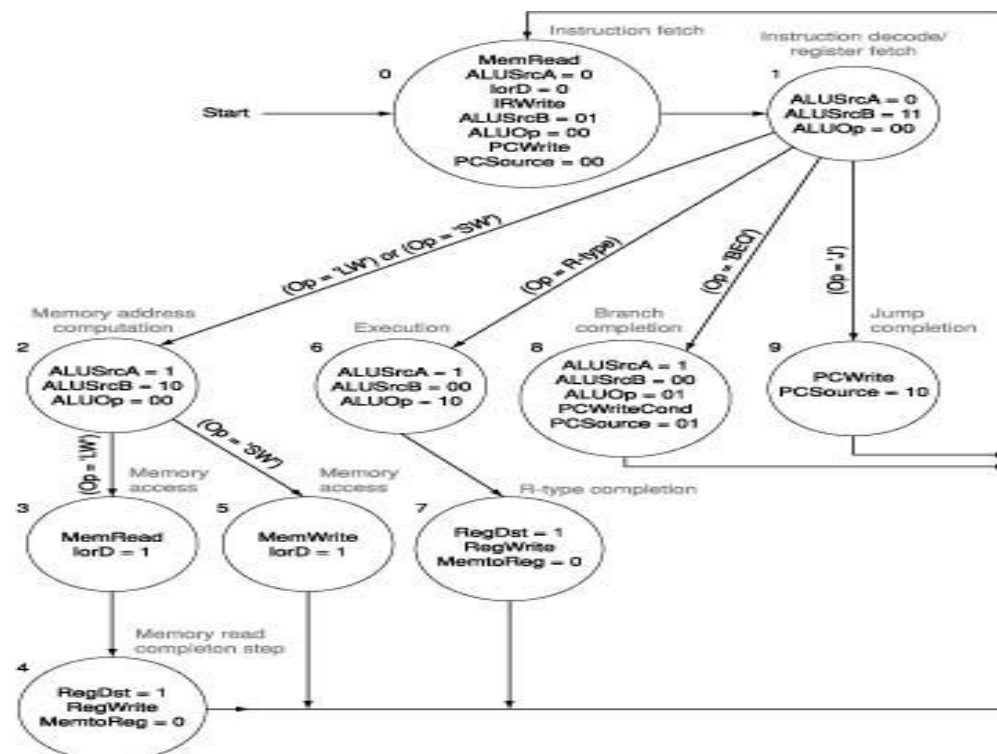 Instruction fetch
0
MemRead
ALUSrcA = 0
IorD = 0
IRWrite
ALUSrcB = 01
ALUOp = 00
PCWrite
PCSource = 00
Start
Instruction decode/
register fetch
1
ALUSrcA = 0
ALUSrcB = 11
ALUOp = 00
(Op = 'LW') or (Op = 'SW')
(Op = R-type)
(Op = 'BEQ')
(Op = 'J')
Memory address
computation
2
ALUSrcA = 1
ALUSrcB = 10
ALUOp = 00
Execution
6
ALUSrcA = 1
ALUSrcB = 00
ALUOp = 10
Branch
completion
8
ALUSrcA = 1
ALUSrcB = 00
ALUOp = 01
PCWriteCond
PCSource = 01
Jump
completion
9
PCWrite
PCSource = 10
(Op = 'LW')
(Op = 'SW')
Memory
access
3
MemRead
IorD = 1
Memory
access
5
MemWrite
IorD = 1
R-type completion
7
RegDst = 1
RegWrite
MemtoReg = 0
Memory read
completon step
4
RegDst = 1
RegWrite
MemtoReg = 0